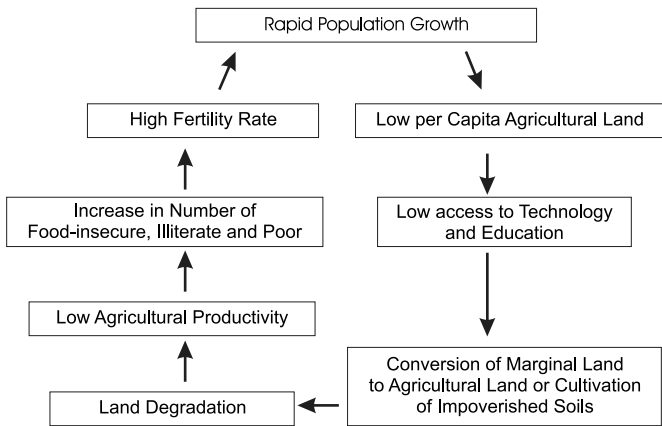 Rapid Population Growth
High Fertility Rate
Low per Capita Agricultural Land
Increase in Number of
Food-insecure, Illiterate and Poor
Low access to Technology
and Education
Low Agricultural Productivity
Conversion of Marginal Land
to Agricultural Land or Cultivation
of Impoverished Soils
Land Degradation